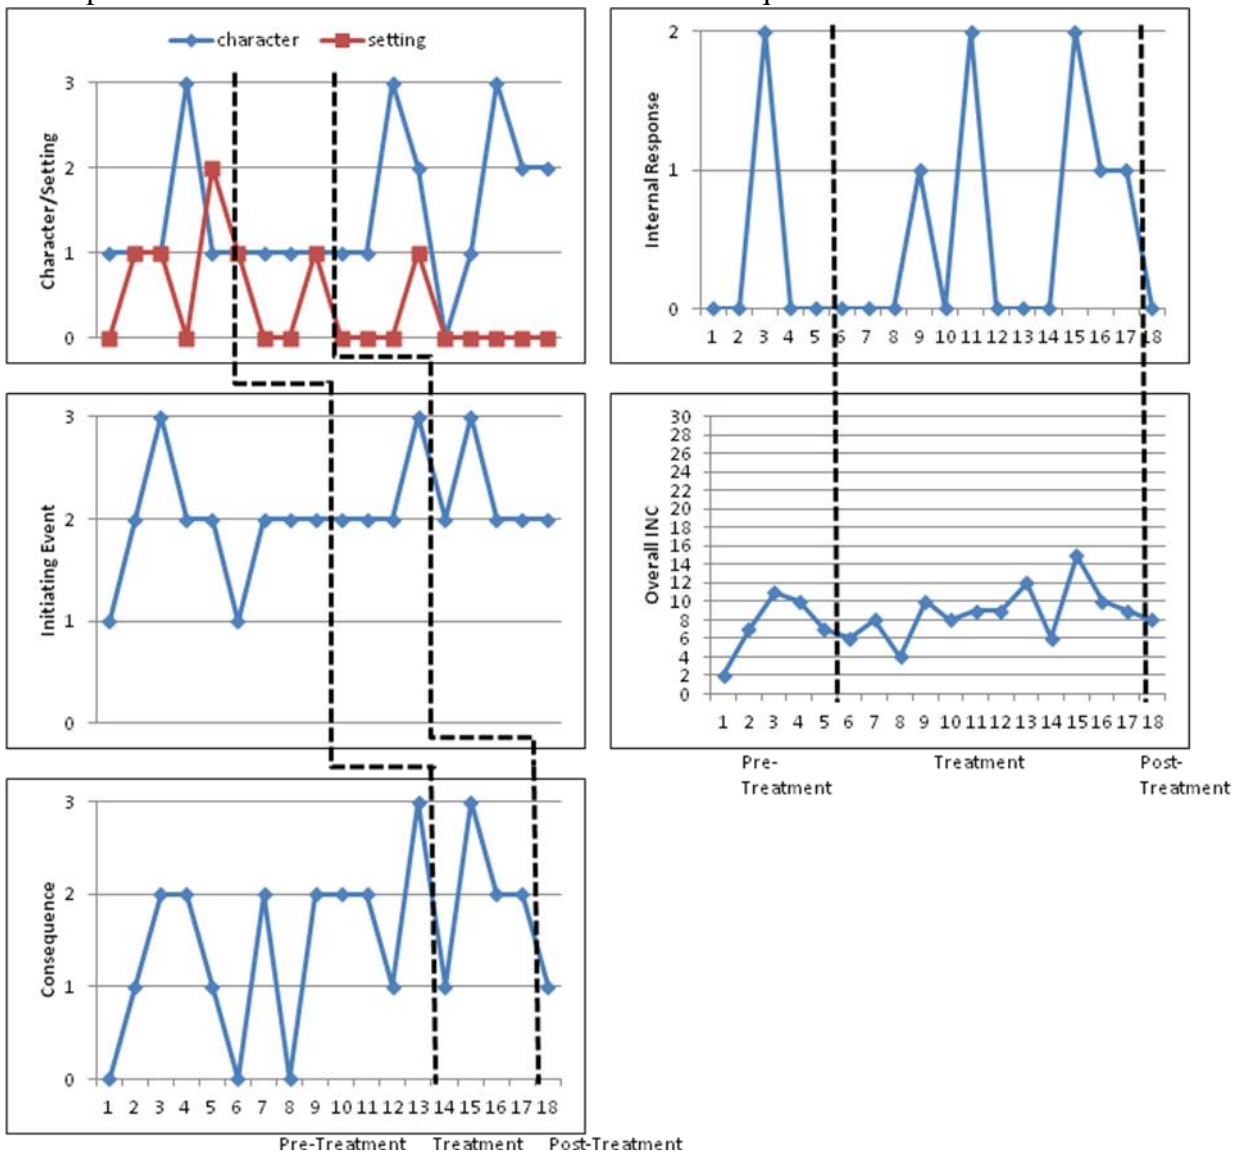 character setting
3
2
1
0
Character/Setting
3
2
1
0
Initiating Event
3
2
1
0
Consequence
1 2 3 4 5 6 7 8 9 10 11 12 13 14 15 16 17 18
Pre-Treatment Treatment Post-Treatment
2
1
0
Internal Response
1 2 3 4 5 6 7 8 9 10 11 12 13 14 15 16 17 18
30
28
26
24
22
20
18
16
14
12
10
8
6
4
2
0
Overall INC
1 2 3 4 5 6 7 8 9 10 11 12 13 14 15 16 17 18
Pre- Treatment Post-
Treatment Treatment